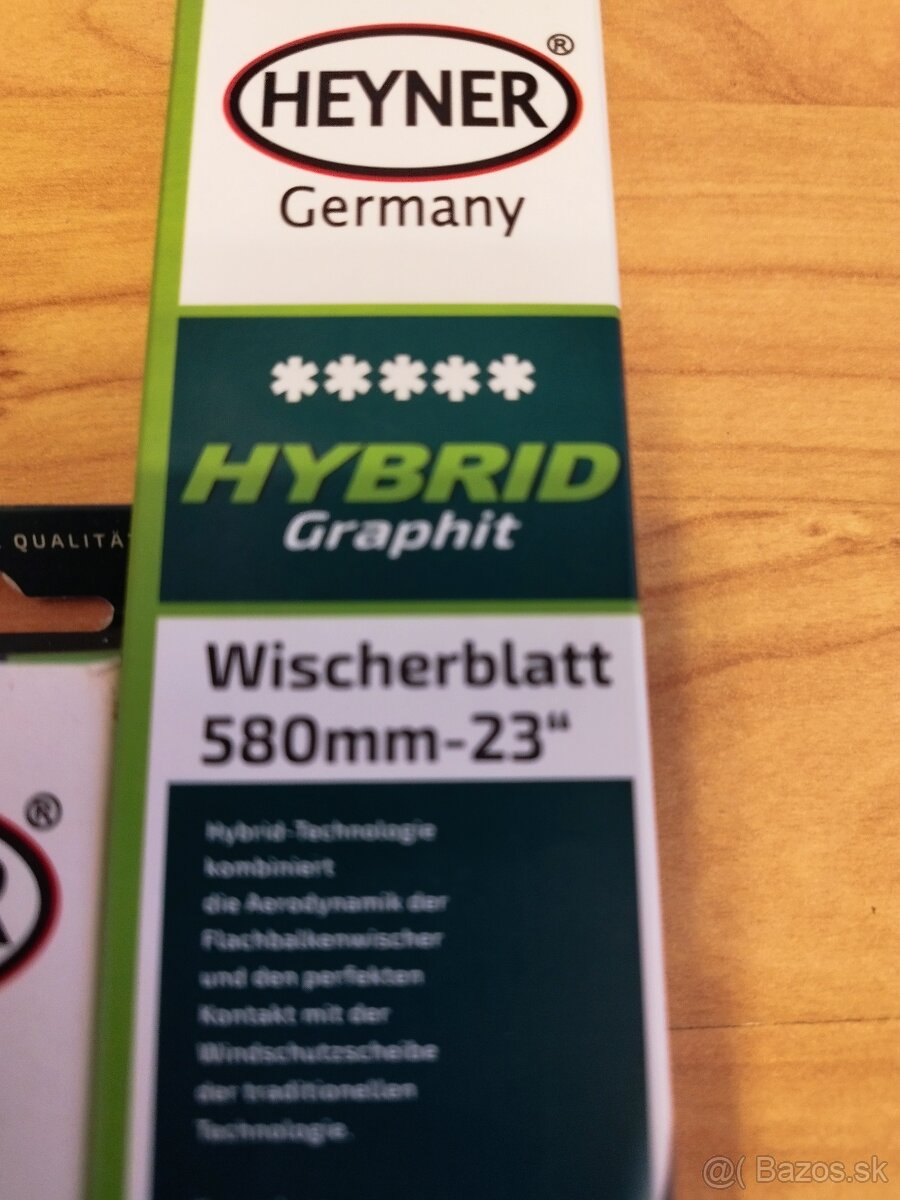 HEYNER ®
Germany
*****
HYBRID
Graphit
QUALITÄ
Wischerblatt
580mm-23“
Hybrid-Technologie
kombiniert
die Aerodynamik der
Flachbalkenwischer
und den perfekten
Kontakt mit der
Windschutzscheibe
der traditionellen
Technologie.
®
R
@( Bazos.sk